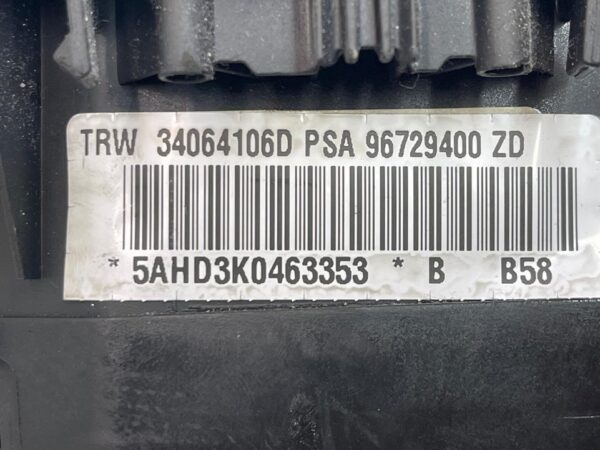 TRW 34064106D PSA 96729400 ZD
* 5AHD3K0463353 * B B58